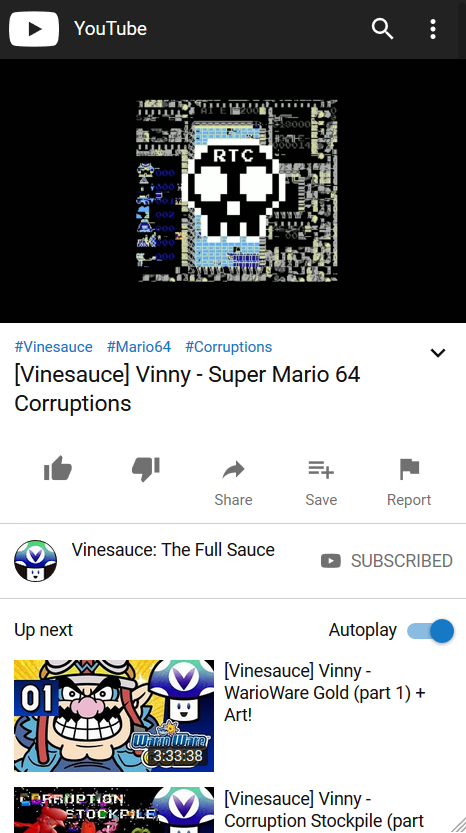 YouTube
RTC
#Vinesauce #Mario64 #Corruptions
[Vinesauce] Vinny - Super Mario 64
Corruptions
Share
Save
Report
Vinesauce: The Full Sauce
SUBSCRIBED
Up next
Autoplay
01
Wario Ware
3:33:38
[Vinesauce] Vinny -
WarioWare Gold (part 1) +
Art!
CORRUPTION
STOCKPILE
[Vinesauce] Vinny -
Corruption Stockpile (part